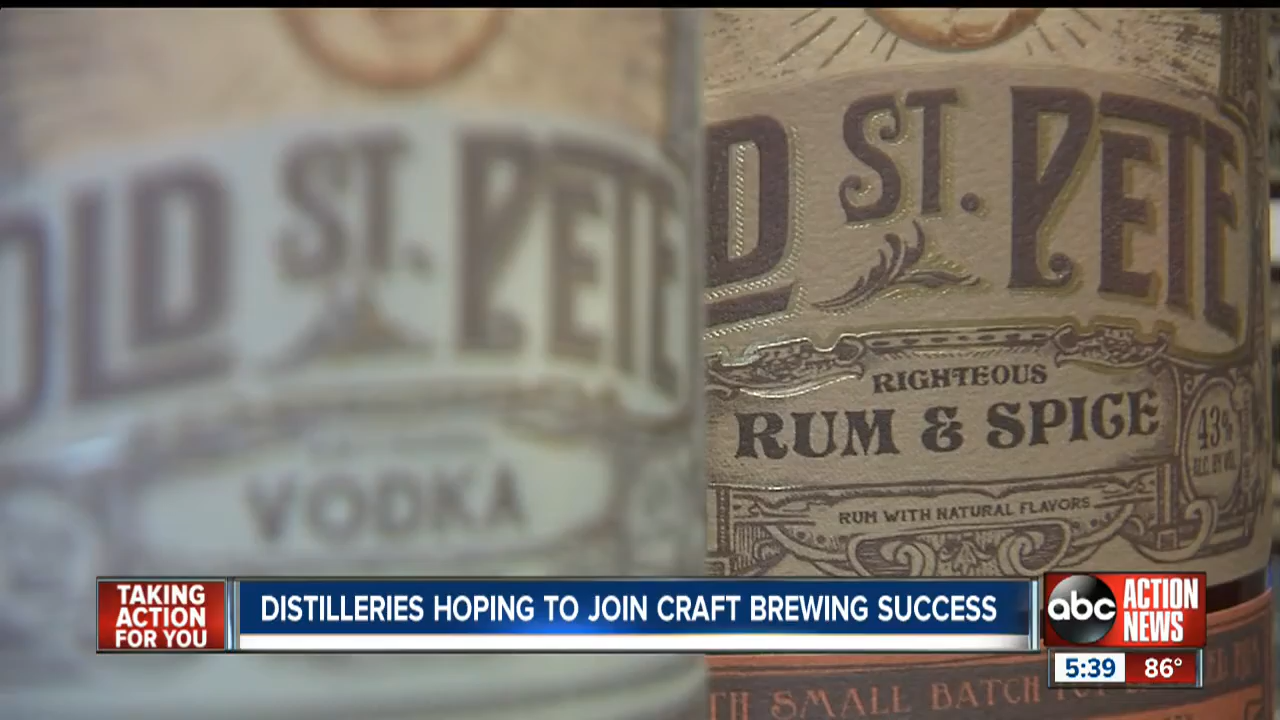 OLD ST. PETE
VODKA
D ST. PETE
RIGHTEOUS
RUM & SPICE
43%
ALC. BY VOL.
RUM WITH NATURAL FLAVORS
TH SMALL BATCH
TAKING
ACTION
FOR YOU
DISTILLERIES HOPING TO JOIN CRAFT BREWING SUCCESS
abc ACTION
NEWS
5:39 86°